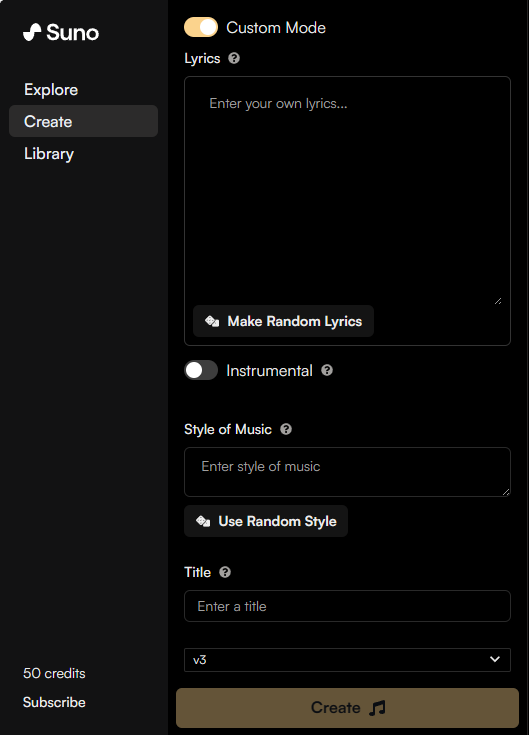 Suno
Explore
Create
Library
50 credits
Subscribe
Custom Mode
Lyrics ?
Enter your own lyrics...
Make Random Lyrics
Instrumental ?
Style of Music ?
Enter style of music
Use Random Style
Title ?
Enter a title
v3
Create